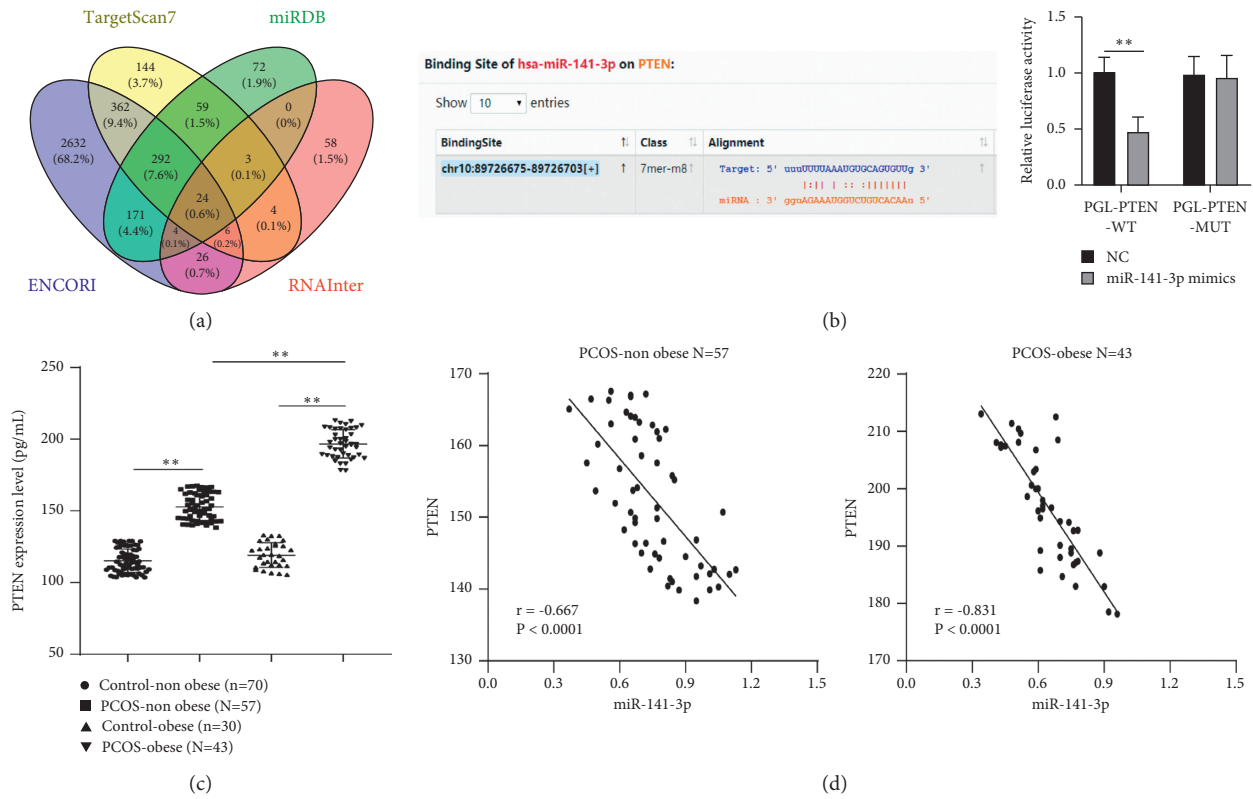 TargetScan7
miRDB
144
(3.7%)
72
(1.9%)
362
(9.4%)
59
(1.5%)
0
(0%)
2632
(68.2%)
58
(1.5%)
292
(7.6%)
3
(0.1%)
24
(0.6%)
171
(4.4%)
4
(0.1%)
4
(0.1%)
6
(0.2%)
26
(0.7%)
ENCORI
RNAInter
(a)
Binding Site of hsa-miR-141-3p on PTEN:
Show 10 entries
BindingSite Class Alignment
chr10:89726675-89726703[+] 7mer-m8 Target: 5' uuuUUUUAAAUGUGCAGUGUUg 3'
|:|| | :: :|||||||
miRNA : 3' gguAGAAAUGGUCUGUCACAAu 5'
Relative luciferase activity
1.5
1.0
0.5
0.0
**
PGL-PTEN
-WT
PGL-PTEN
-MUT
NC
miR-141-3p mimics
(b)
PTEN expression level (pg/mL)
250
200
150
100
50
**
**
**
Control-non obese (n=70)
PCOS-non obese (N=57)
Control-obese (n=30)
PCOS-obese (N=43)
(c)
PCOS-non obese N=57
PTEN
170
160
150
140
130
r = -0.667
P < 0.0001
0.0 0.3 0.6 0.9 1.2 1.5
miR-141-3p
PCOS-obese N=43
PTEN
220
210
200
190
180
170
r = -0.831
P < 0.0001
0.0 0.3 0.6 0.9 1.2 1.5
miR-141-3p
(d)